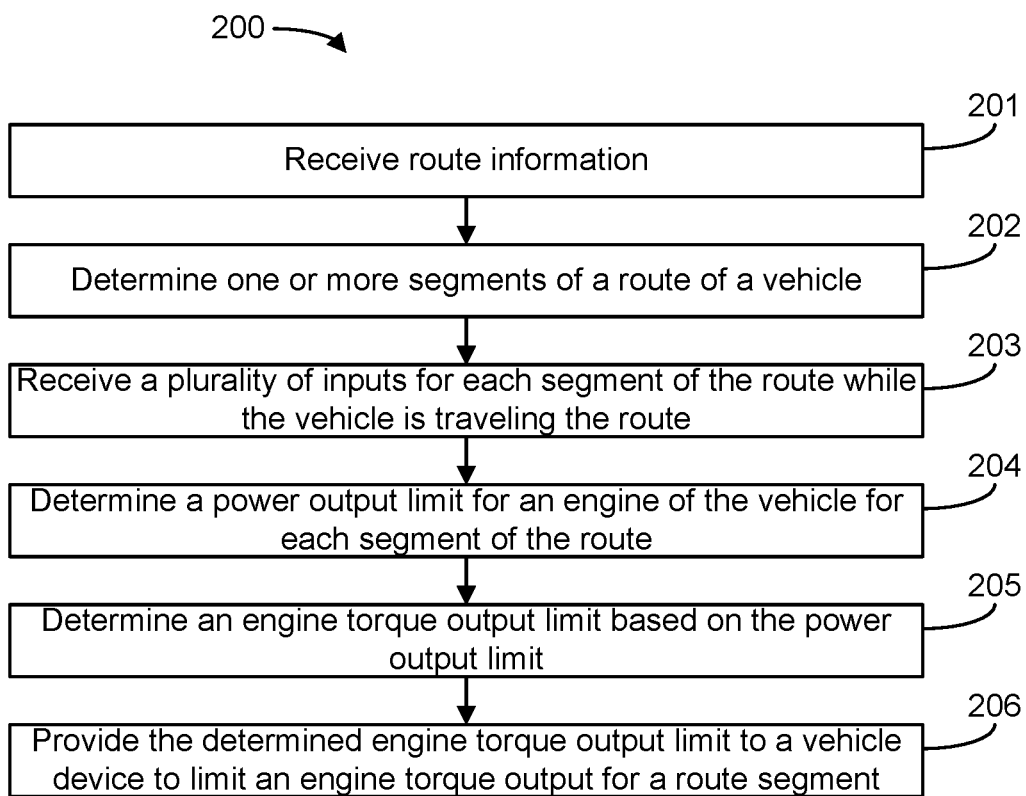 200
201
Receive route information
202
Determine one or more segments of a route of a vehicle
203
Receive a plurality of inputs for each segment of the route while
the vehicle is traveling the route
204
Determine a power output limit for an engine of the vehicle for
each segment of the route
205
Determine an engine torque output limit based on the power
output limit
206
Provide the determined engine torque output limit to a vehicle
device to limit an engine torque output for a route segment